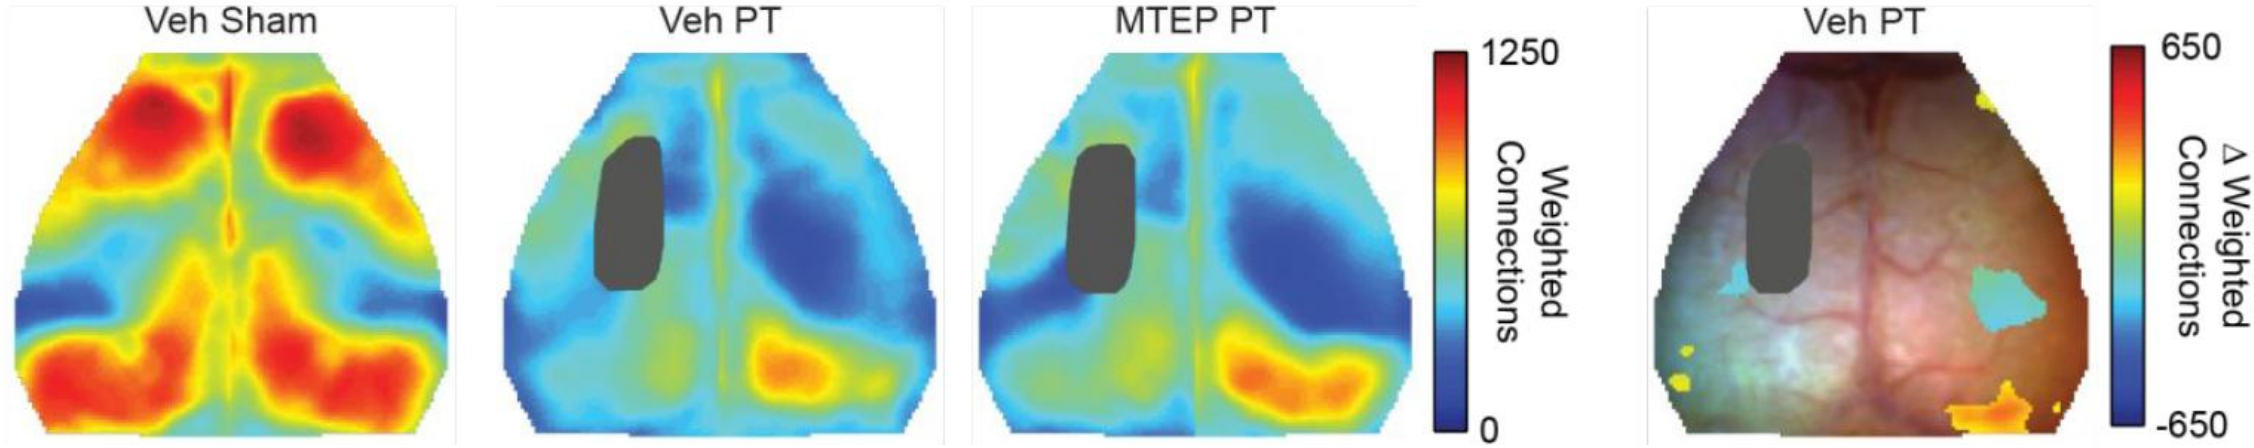 Veh Sham
Veh PT
MTEP PT
1250
Weighted
Connections
0
Veh PT
650
Δ Weighted
Connections
-650